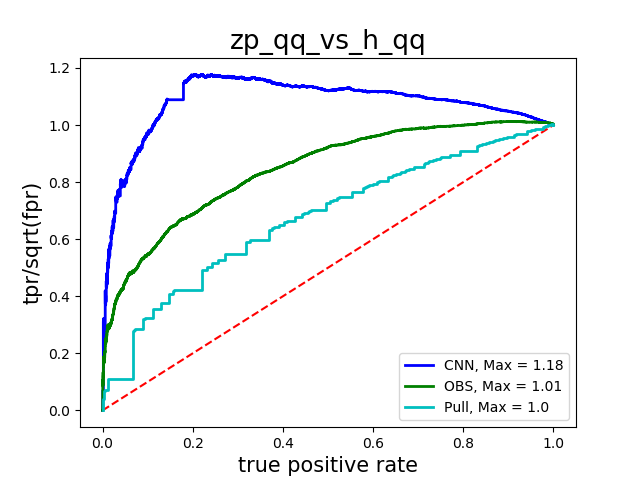 zp_qq_vs_h_qq
tpr/sqrt(fpr)
1.2
1.0
0.8
0.6
0.4
0.2
0.0
CNN, Max = 1.18
OBS, Max = 1.01
Pull, Max = 1.0
0.0 0.2 0.4 0.6 0.8 1.0
true positive rate